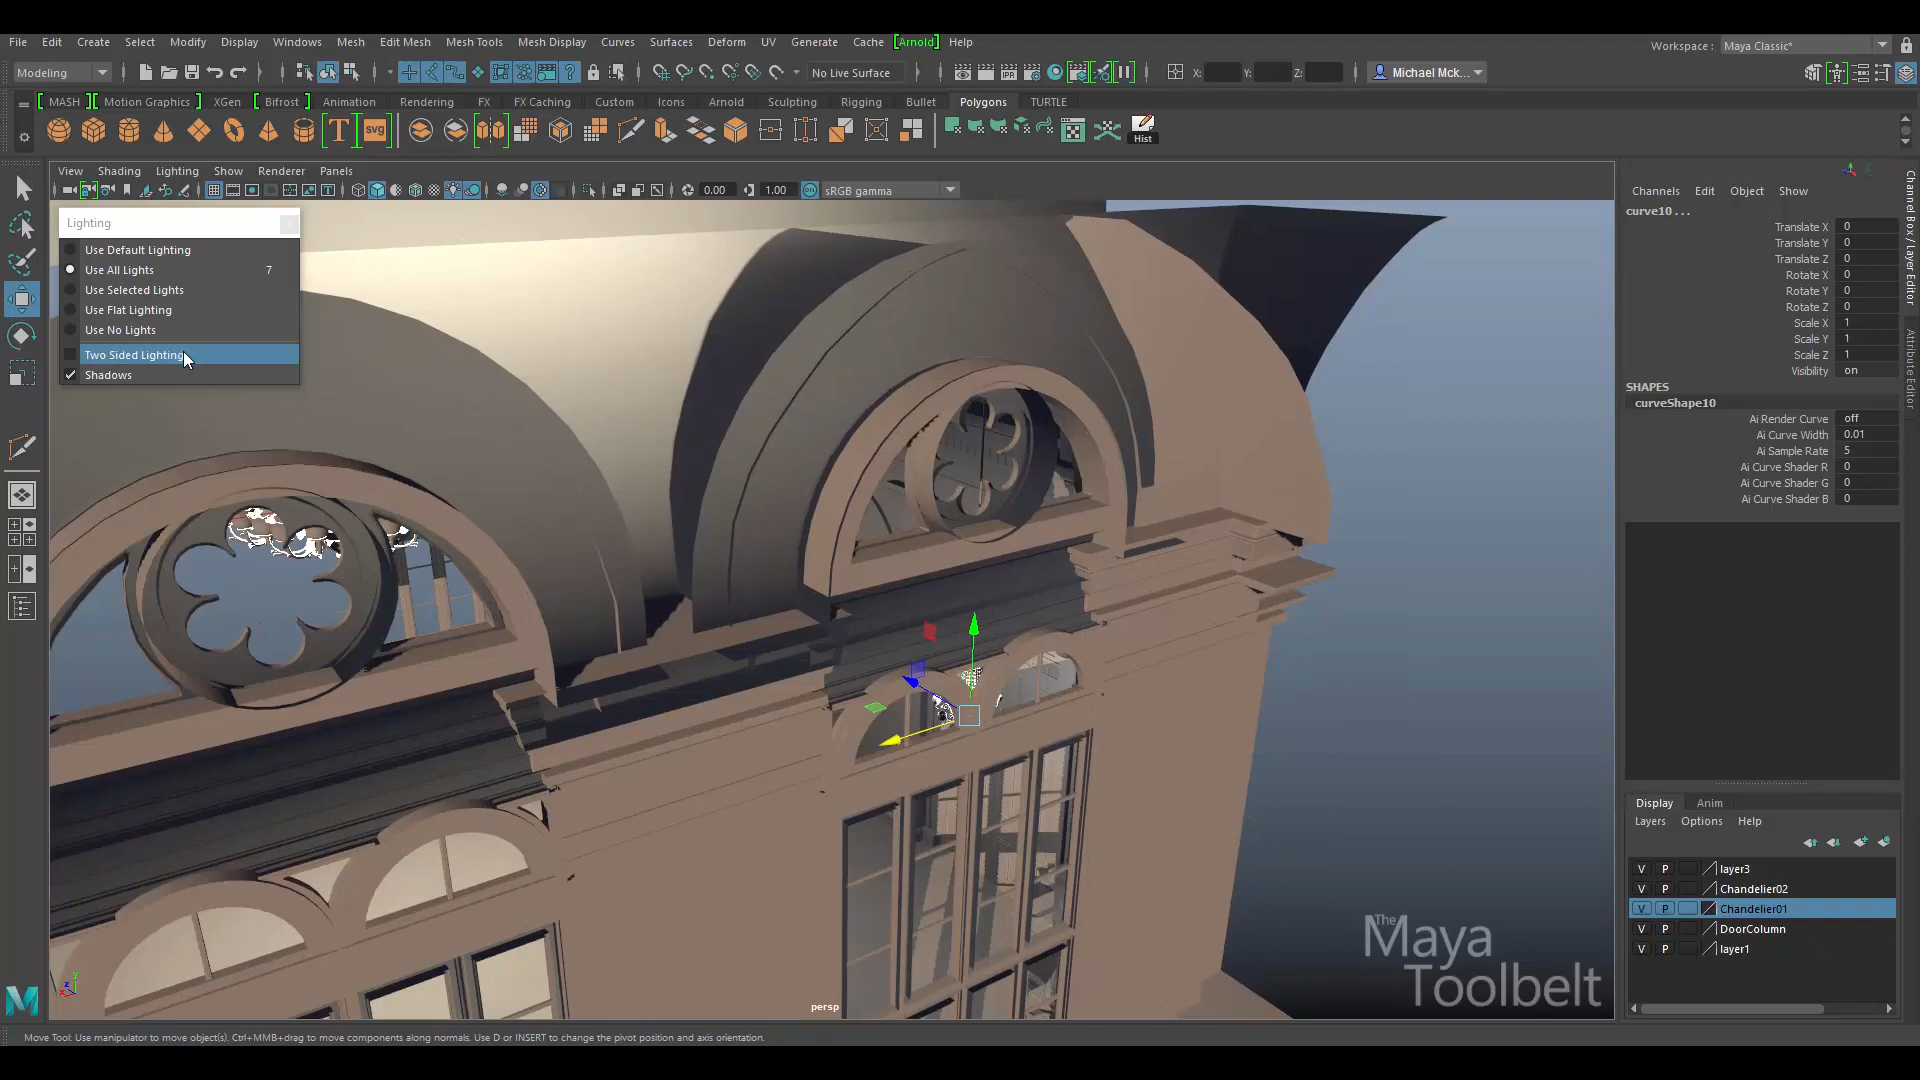 File Edit Create Select Modify Display Windows Mesh Edit Mesh Mesh Tools Mesh Display Curves Surfaces Deform UV Generate Cache [Arnold] Help
Workspace : Maya Classic*
Modeling
No Live Surface
X: Y: Z:
Michael Mck...
MASH Motion Graphics XGen Bifrost Animation Rendering FX FX Caching Custom Icons Arnold Sculpting Rigging Bullet Polygons TURTLE
T svg Hist
View Shading Lighting Show Renderer Panels
0.00 1.00 ON sRGB gamma
Lighting
Use Default Lighting
Use All Lights 7
Use Selected Lights
Use Flat Lighting
Use No Lights
Two Sided Lighting
Shadows
persp
The
Maya
Toolbelt
Channels Edit Object Show
curve10 ...
Translate X 0
Translate Y 0
Translate Z 0
Rotate X 0
Rotate Y 0
Rotate Z 0
Scale X 1
Scale Y 1
Scale Z 1
Visibility on
SHAPES
curveShape10
Ai Render Curve off
Ai Curve Width 0.01
Ai Sample Rate 5
Ai Curve Shader R 0
Ai Curve Shader G 0
Ai Curve Shader B 0
Channel Box / Layer Editor
Attribute Editor
Display Anim
Layers Options Help
V P layer3
V P Chandelier02
V P Chandelier01
V P DoorColumn
V P layer1
Move Tool: Use manipulator to move object(s). Ctrl+MMB+drag to move components along normals. Use D or INSERT to change the pivot position and axis orientation.